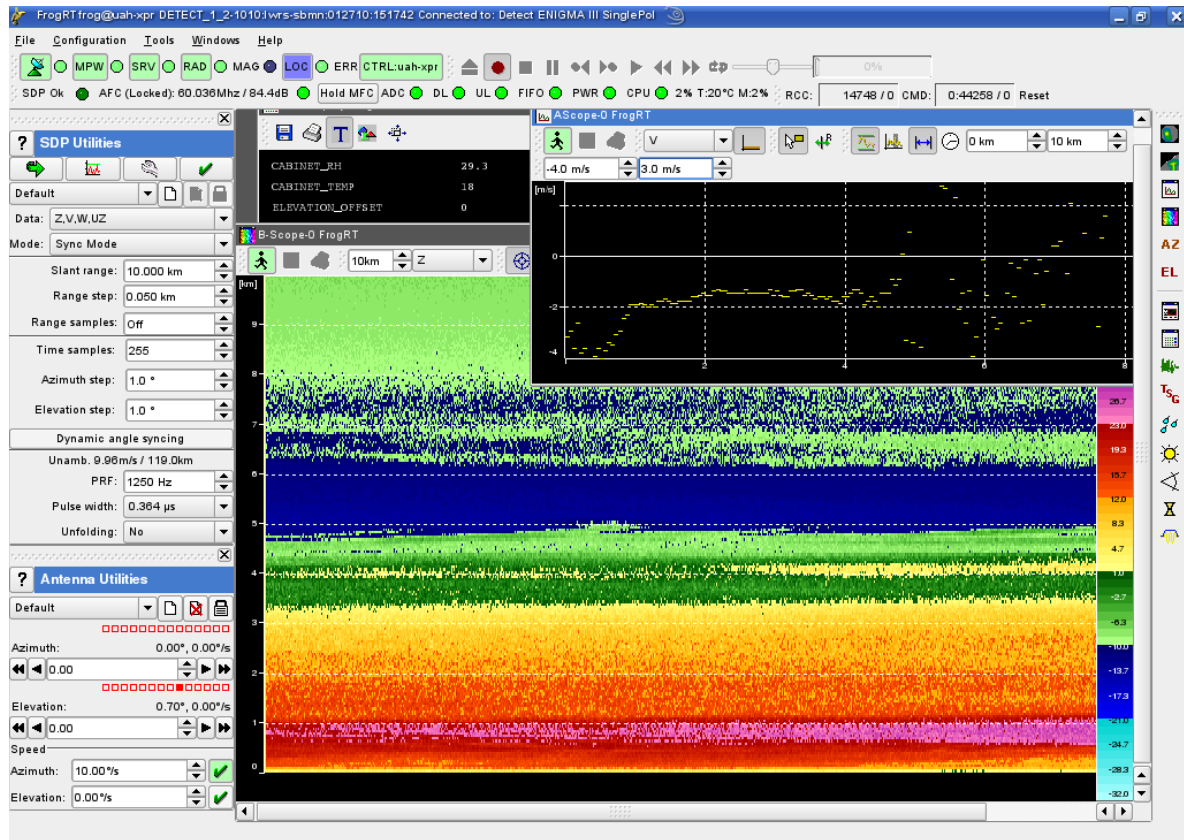 FrogRT frog@uah-xpr DETECT_1_2-1010:lwrs-sbmn:012710:151742 Connected to: Detect ENIGMA III SinglePol
File Configuration Tools Windows Help
MPW SRV RAD MAG LOC ERR CTRL:uah-xpr 0%
SDP Ok AFC (Locked): 60.036Mhz / 84.4dB Hold MFC ADC DL UL FIFO PWR CPU 2% T:20°C M:2% RCC: 14748 / 0 CMD: 0:44258 / 0 Reset
? SDP Utilities
Default
Data: Z,V,W,UZ
Mode: Sync Mode
Slant range: 10.000 km
Range step: 0.050 km
Range samples: Off
Time samples: 255
Azimuth step: 1.0 °
Elevation step: 1.0 °
Dynamic angle syncing
Unamb. 9.96m/s / 119.0km
PRF: 1250 Hz
Pulse width: 0.364 µs
Unfolding: No
? Antenna Utilities
Default
Azimuth: 0.00°, 0.00°/s
0.00
Elevation: 0.70°, 0.00°/s
0.00
Speed
Azimuth: 10.00°/s
Elevation: 0.00°/s
T
CABINET_RH 29.3
CABINET_TEMP 18
ELEVATION_OFFSET 0
B-Scope-0 FrogRT
10km Z
[km]
9
8
7
6
5
4
3
2
1
0
AScope-0 FrogRT
V R 0 km 10 km
-4.0 m/s 3.0 m/s
[m/s]
0
-2
-4
2 4 6 8
26.7
23.0
19.3
15.7
12.0
8.3
4.7
1.0
-2.7
-6.3
-10.0
-13.7
-17.3
-21.0
-24.7
-28.3
-32.0
AZ
EL
TSG